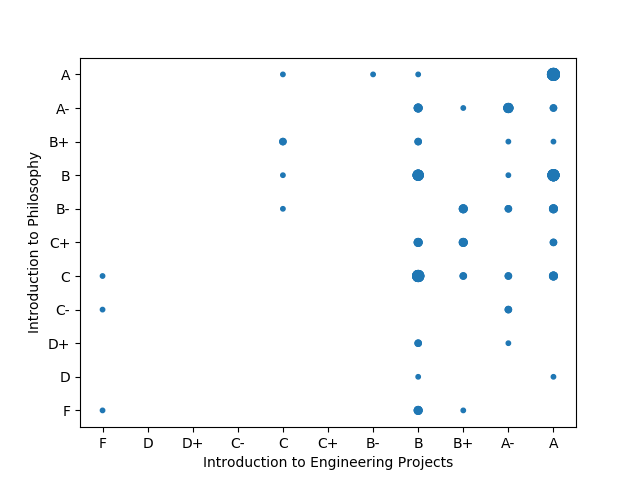 A
A-
B+
B
B-
C+
C
C-
D+
D
F
Introduction to Philosophy
F D D+ C- C C+ B- B B+ A- A
Introduction to Engineering Projects